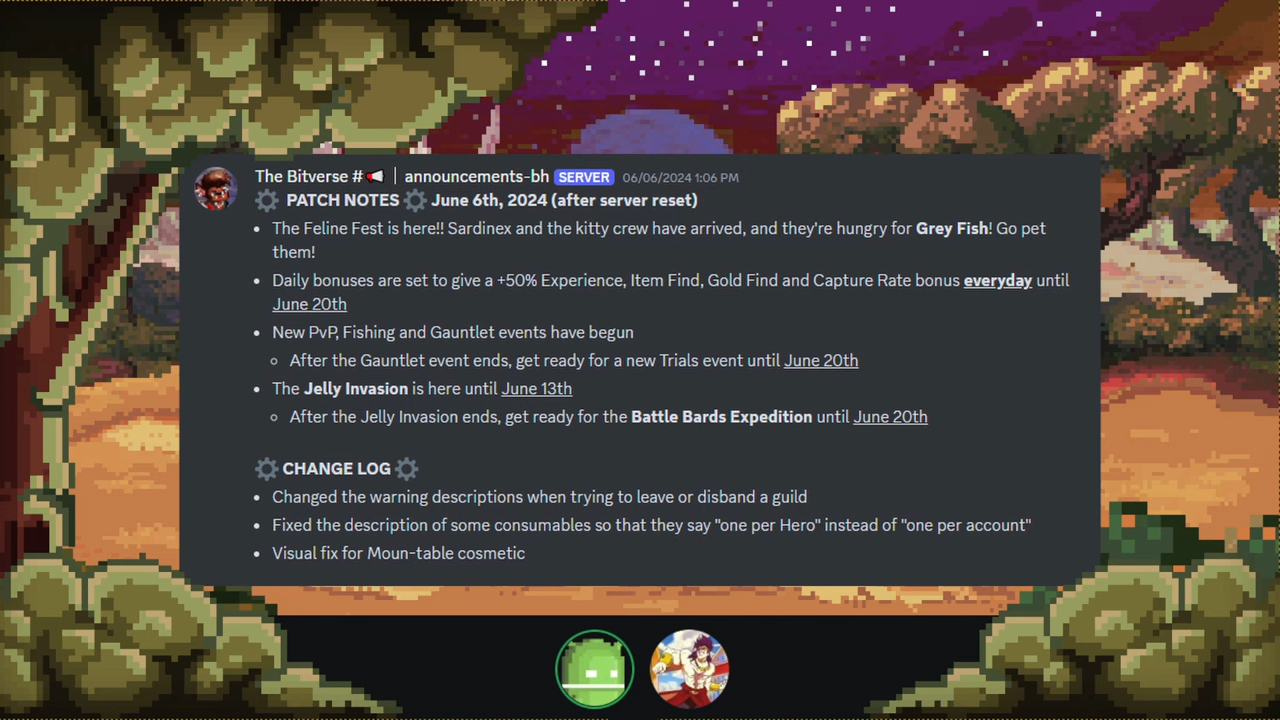 The Bitverse # | announcements-bh SERVER 06/06/2024 1:06 PM
PATCH NOTES June 6th, 2024 (after server reset)
• The Feline Fest is here!! Sardinex and the kitty crew have arrived, and they're hungry for Grey Fish! Go pet
them!
• Daily bonuses are set to give a +50% Experience, Item Find, Gold Find and Capture Rate bonus everyday until
June 20th
• New PvP, Fishing and Gauntlet events have begun
◦ After the Gauntlet event ends, get ready for a new Trials event until June 20th
• The Jelly Invasion is here until June 13th
◦ After the Jelly Invasion ends, get ready for the Battle Bards Expedition until June 20th
CHANGE LOG
• Changed the warning descriptions when trying to leave or disband a guild
• Fixed the description of some consumables so that they say "one per Hero" instead of "one per account"
• Visual fix for Moun-table cosmetic